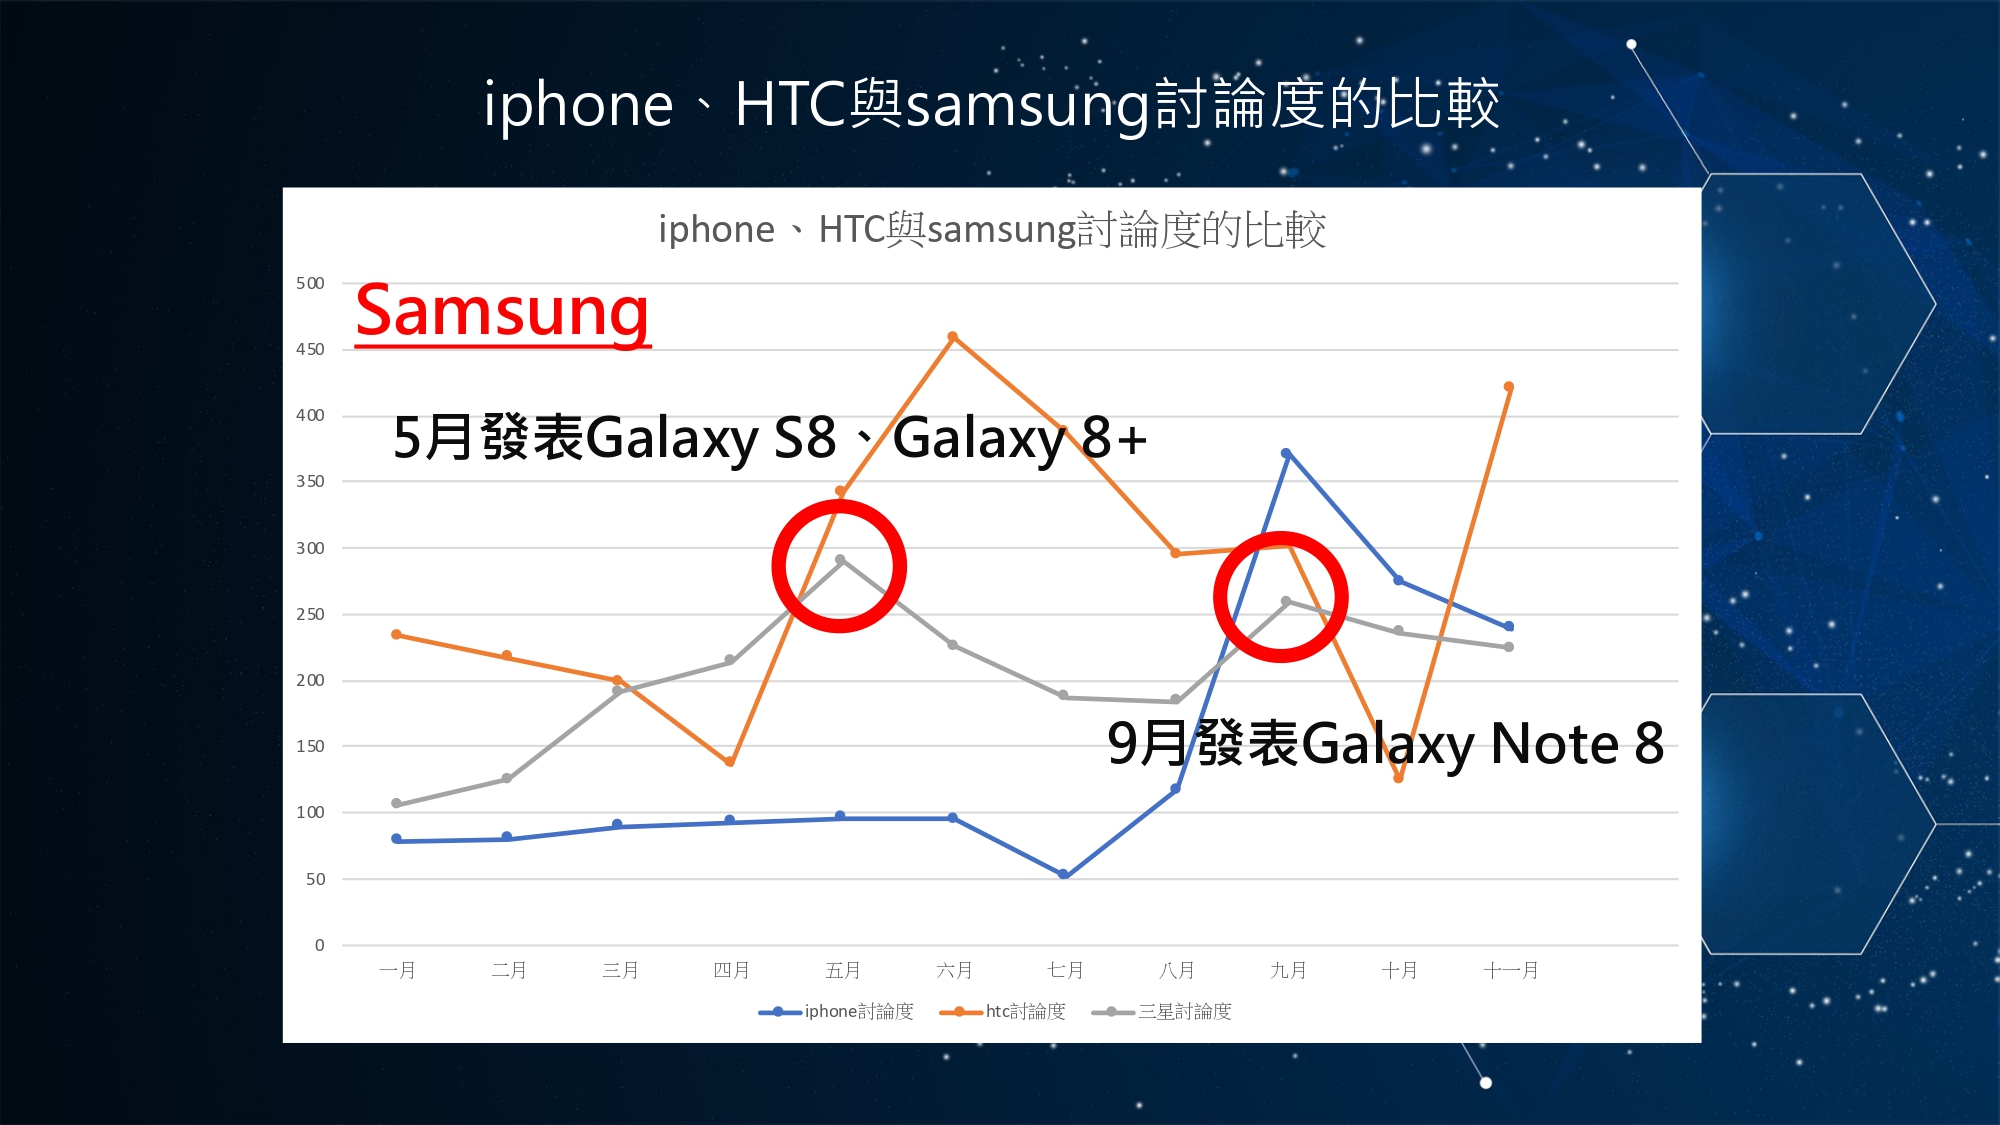 iphone、HTC與samsung討論度的比較
iphone、HTC與samsung討論度的比較
500
Samsung
450
400
5月發表Galaxy S8、Galaxy 8+
350
300
250
200
9月發表Galaxy Note 8
150
100
50
0
一月 二月 三月 四月 五月 六月 七月 八月 九月 十月 十一月
iphone討論度 htc討論度 三星討論度